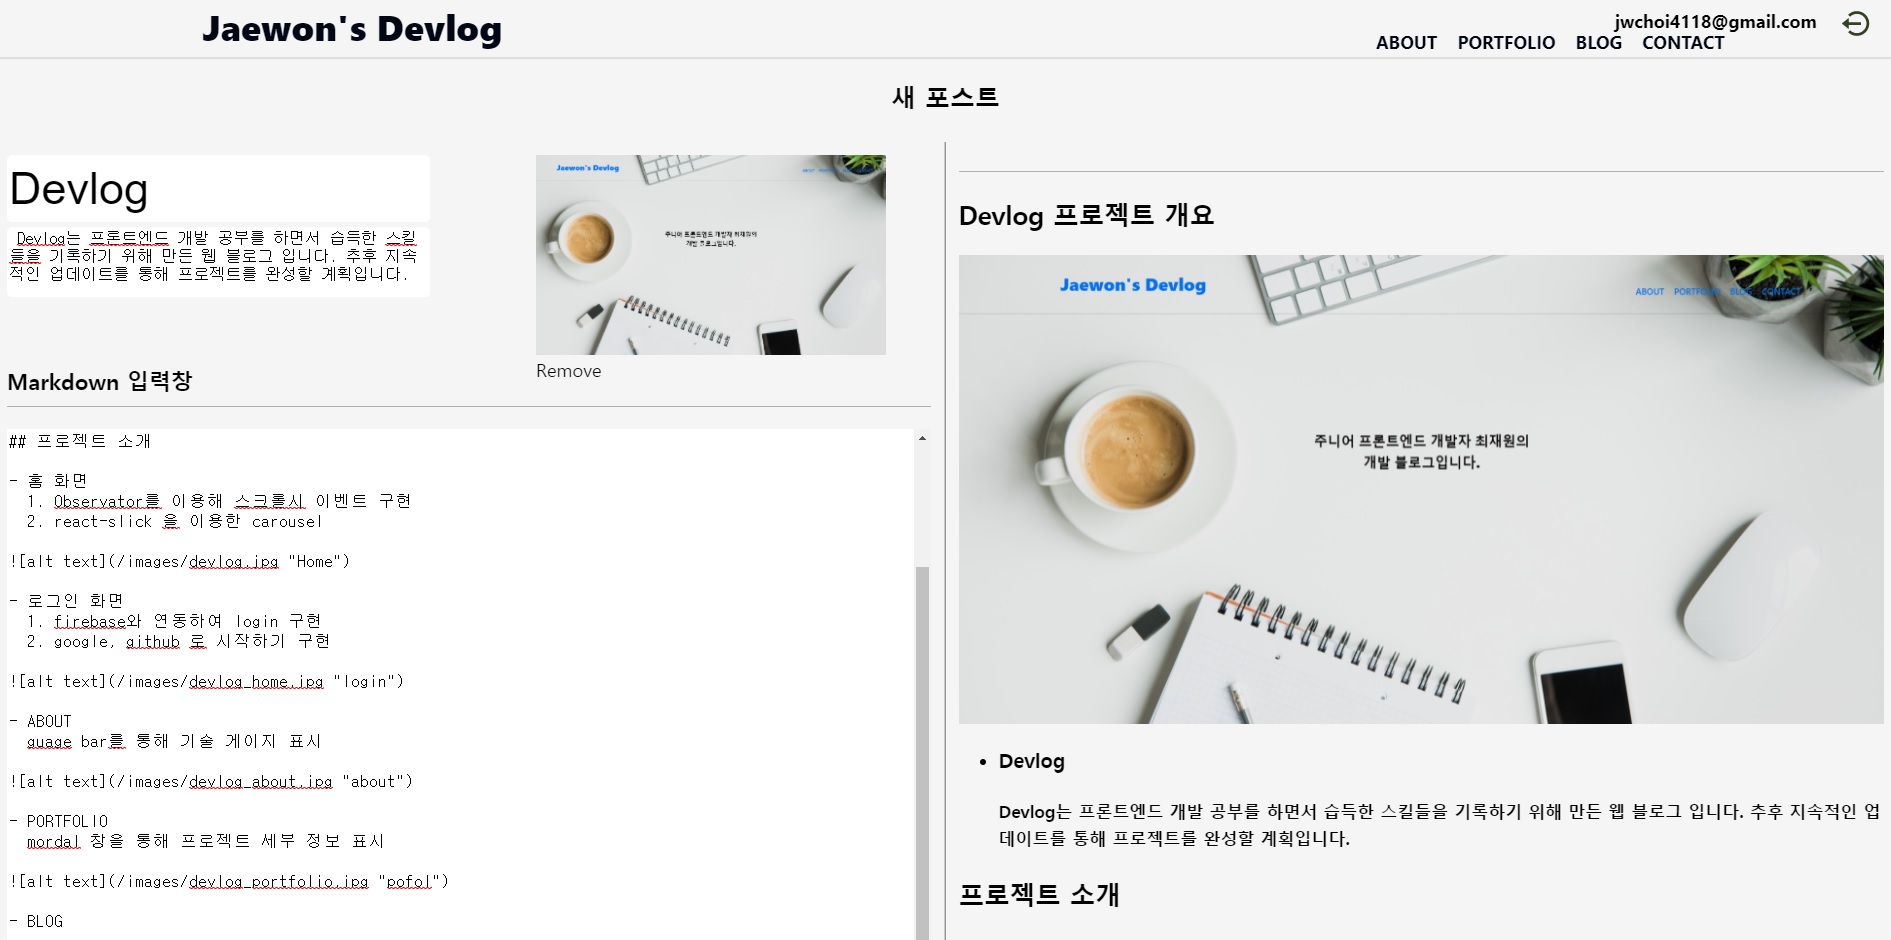 Jaewon's Devlog
jwchoi4118@gmail.com
ABOUT PORTFOLIO BLOG CONTACT
새 포스트
Devlog
Devlog는 프론트엔드 개발 공부를 하면서 습득한 스킬
들을 기록하기 위해 만든 웹 블로그 입니다. 추후 지속
적인 업데이트를 통해 프로젝트를 완성할 계획입니다.
Jaewon's Devlog
주니어 프론트엔드 개발자 최재원의
개발 블로그입니다.
Remove
Markdown 입력창
## 프로젝트 소개
- 홈 화면
1. Observator를 이용해 스크롤시 이벤트 구현
2. react-slick 을 이용한 carousel
![alt text](/images/devlog.jpg "Home")
- 로그인 화면
1. firebase와 연동하여 login 구현
2. google, github 로 시작하기 구현
![alt text](/images/devlog_home.jpg "login")
- ABOUT
guage bar를 통해 기술 게이지 표시
![alt text](/images/devlog_about.jpg "about")
- PORTFOLIO
mordal 창을 통해 프로젝트 세부 정보 표시
![alt text](/images/devlog_portfolio.jpg "pofol")
- BLOG
Devlog 프로젝트 개요
Jaewon's Devlog
ABOUT PORTFOLIO BLOG CONTACT
주니어 프론트엔드 개발자 최재원의
개발 블로그입니다.
• Devlog
Devlog는 프론트엔드 개발 공부를 하면서 습득한 스킬들을 기록하기 위해 만든 웹 블로그 입니다. 추후 지속적인 업
데이트를 통해 프로젝트를 완성할 계획입니다.
프로젝트 소개